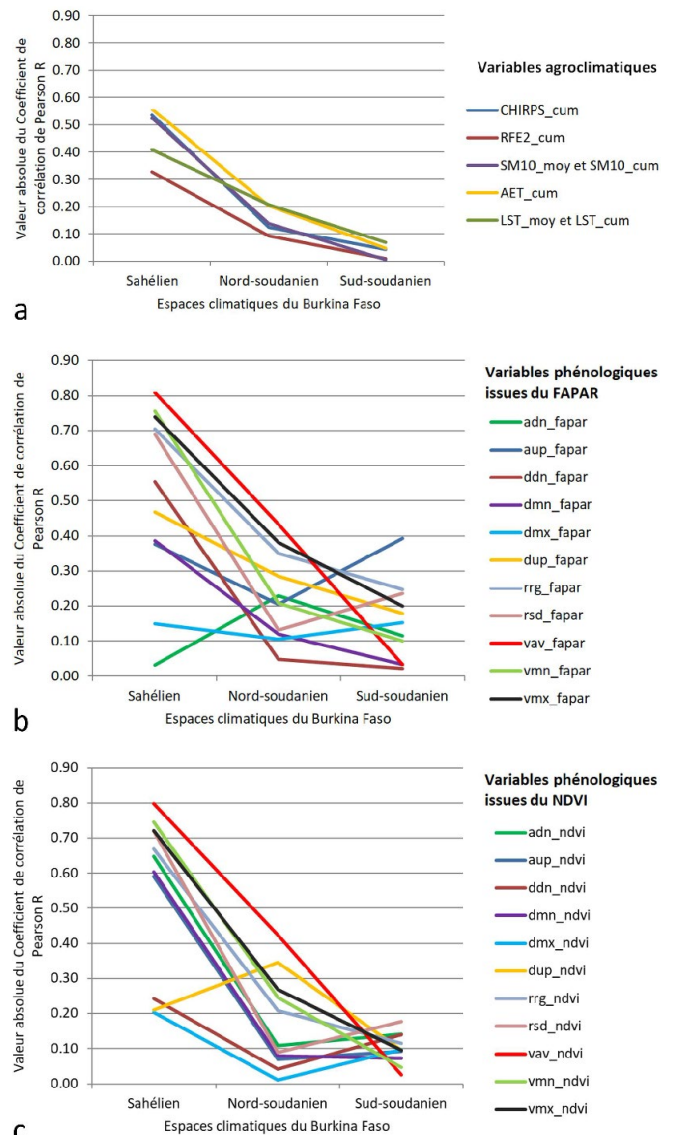 Valeur absolue du Coefficient de
corrélation de Pearson R
0.90
0.80
0.70
0.60
0.50
0.40
0.30
0.20
0.10
0.00
Sahélien
Nord-soudanien
Sud-soudanien
Espaces climatiques du Burkina Faso
Variables agroclimatiques
CHIRPS_cum
RFE2_cum
SM10_moy et SM10_cum
AET_cum
LST_moy et LST_cum
a
Valeur absolue du Coefficient de corrélation de
Pearson R
0.90
0.80
0.70
0.60
0.50
0.40
0.30
0.20
0.10
0.00
Sahélien
Nord-soudanien
Sud-soudanien
Espaces climatiques du Burkina Faso
Variables phénologiques
issues du FAPAR
adn_fapar
aup_fapar
ddn_fapar
dmn_fapar
dmx_fapar
dup_fapar
rrg_fapar
rsd_fapar
vav_fapar
vmn_fapar
vmx_fapar
b
Valeur absolue du Coefficient de corrélation de
Pearson R
0.90
0.80
0.70
0.60
0.50
0.40
0.30
0.20
0.10
0.00
Sahélien
Nord-soudanien
Sud-soudanien
Espaces climatiques du Burkina Faso
Variables phénologiques
issues du NDVI
adn_ndvi
aup_ndvi
ddn_ndvi
dmn_ndvi
dmx_ndvi
dup_ndvi
rrg_ndvi
rsd_ndvi
vav_ndvi
vmn_ndvi
vmx_ndvi
c